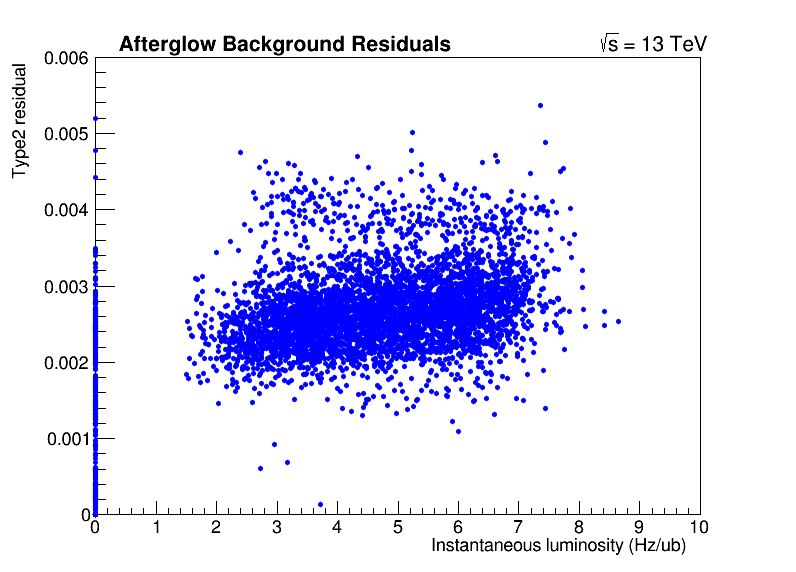 Afterglow Background Residuals
√s = 13 TeV
Type2 residual
0.006
0.005
0.004
0.003
0.002
0.001
0
0 1 2 3 4 5 6 7 8 9 10
Instantaneous luminosity (Hz/ub)